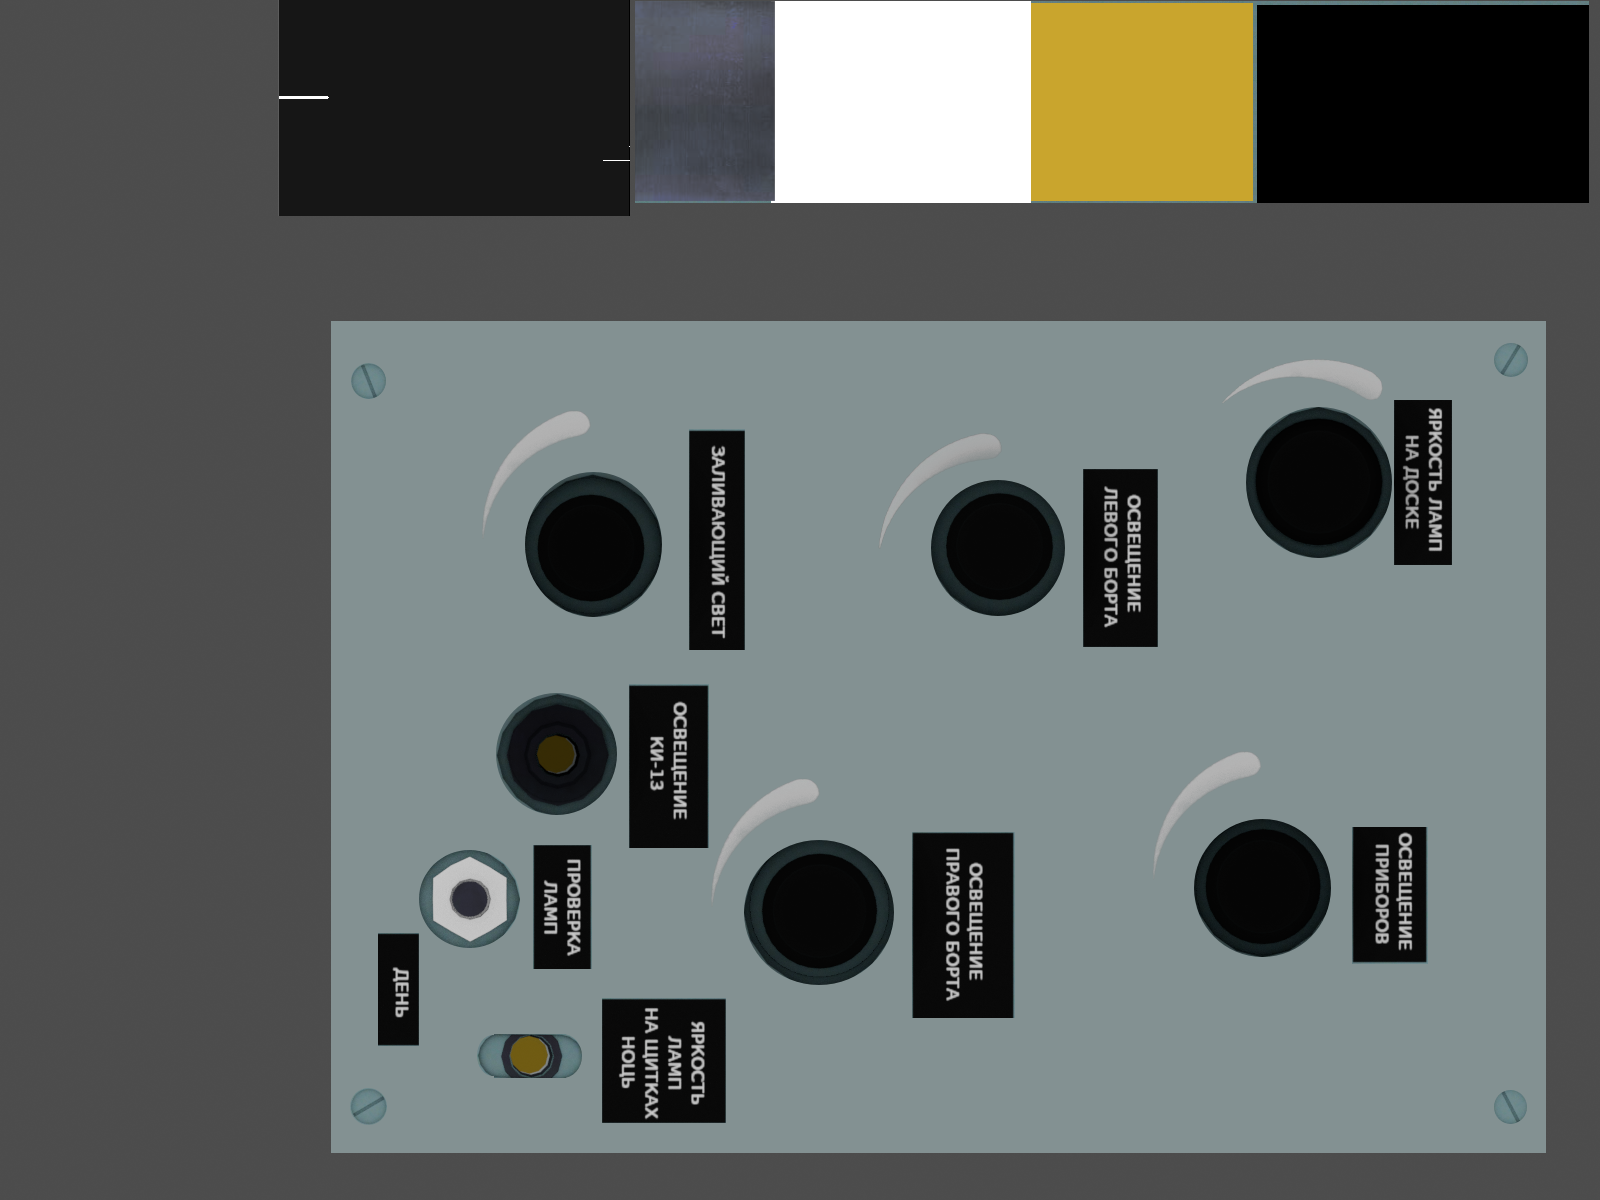 ЗАЛИВАЮЩИЙ СВЕТ
ОСВЕЩЕНИЕ
ЛЕВОГО БОРТА
ЯРКОСТЬ ЛАМП
НА ДОСКЕ
ОСВЕЩЕНИЕ
КИ-13
ПРОВЕРКА
ЛАМП
ОСВЕЩЕНИЕ
ПРАВОГО БОРТА
ОСВЕЩЕНИЕ
ПРИБОРОВ
ДЕНЬ
ЯРКОСТЬ
ЛАМП
НА ЩИТКАХ
НОЦЬ